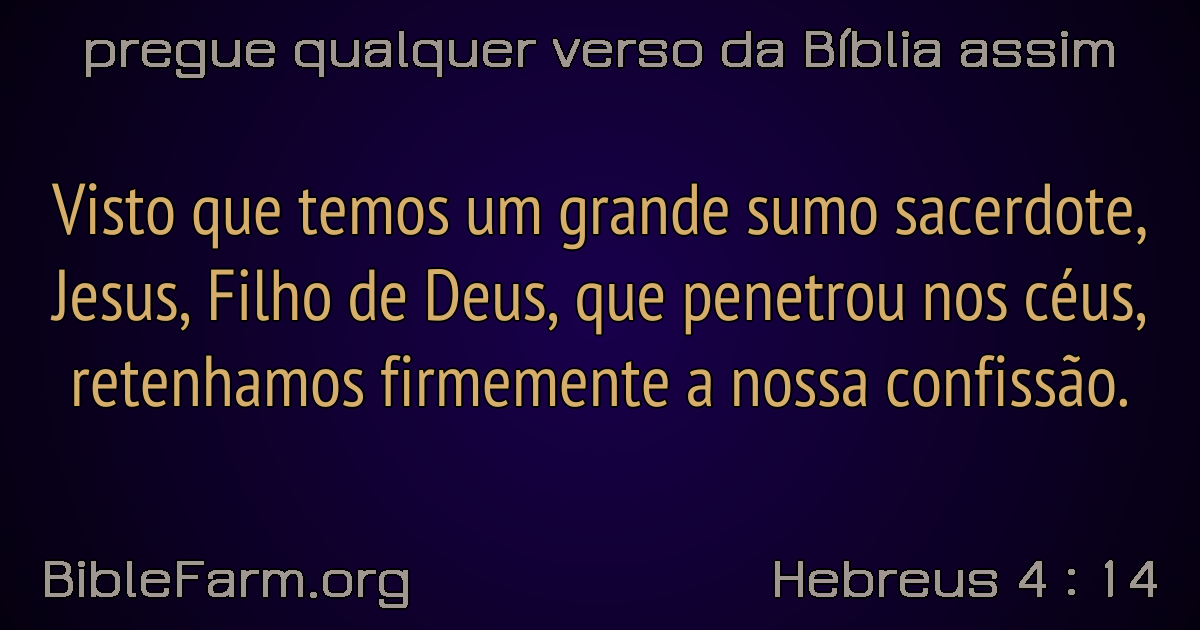 pregue qualquer verso da Bíblia assim
Visto que temos um grande sumo sacerdote,
Jesus, Filho de Deus, que penetrou nos céus,
retenhamos firmemente a nossa confissão.
BibleFarm.org
Hebreus 4 : 14